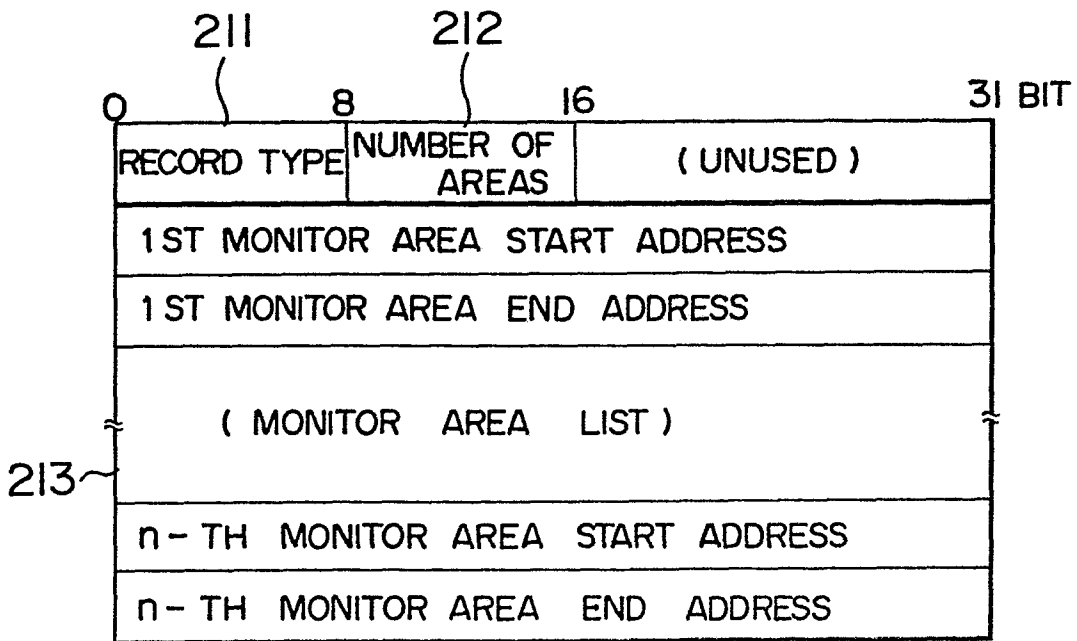 211 212
0 8 16 31 BIT
RECORD TYPE NUMBER OF AREAS (UNUSED)
1ST MONITOR AREA START ADDRESS
1ST MONITOR AREA END ADDRESS
(MONITOR AREA LIST)
213
n-TH MONITOR AREA START ADDRESS
n-TH MONITOR AREA END ADDRESS